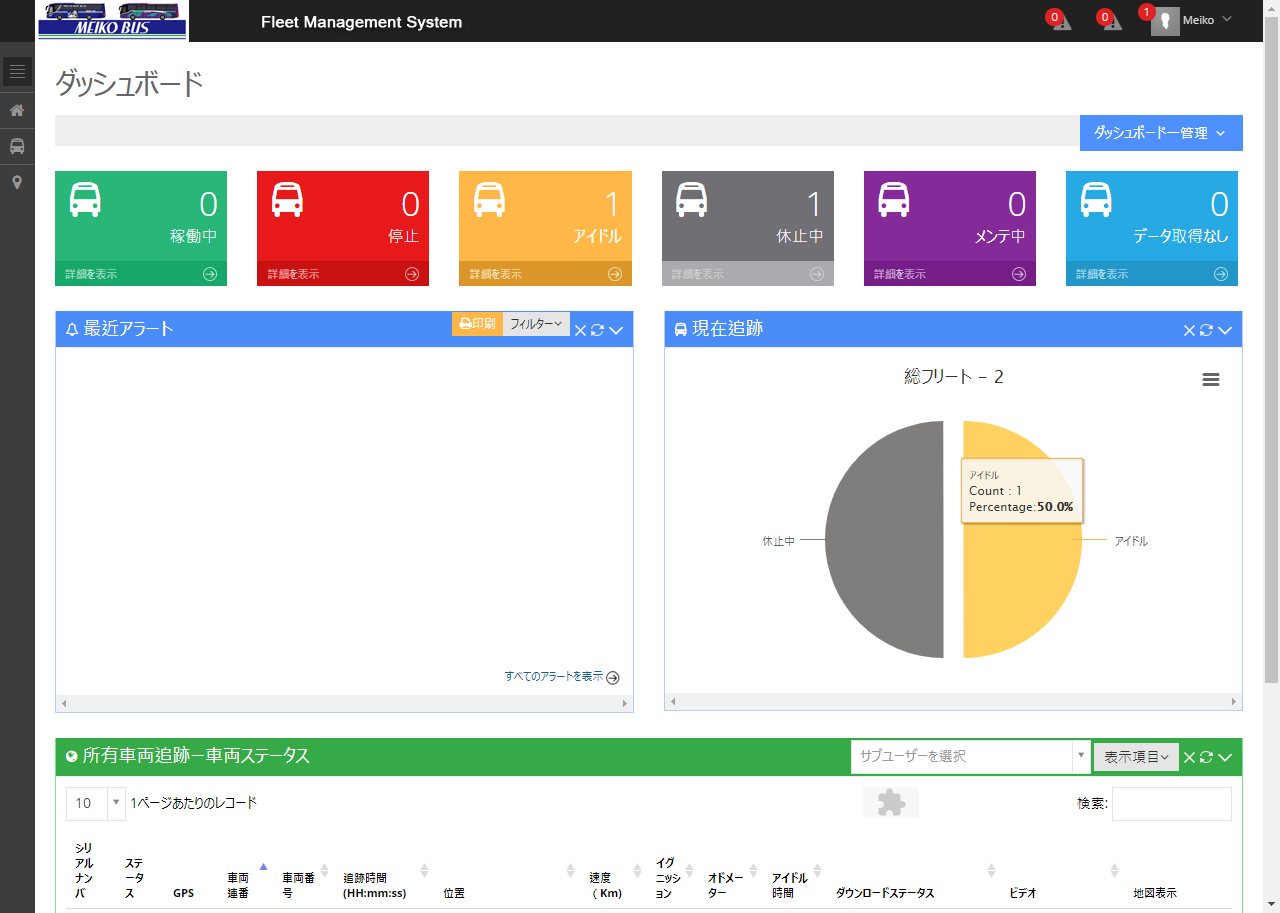 MEIKO BUS
Fleet Management System
0
0
1
Meiko
ダッシュボード
ダッシュボードー管理
0
稼働中
詳細を表示
0
停止
詳細を表示
1
アイドル
詳細を表示
1
休止中
詳細を表示
0
メンテ中
詳細を表示
0
データ取得なし
詳細を表示
最近アラート
印刷
フィルター
すべてのアラートを表示
現在追跡
総フリート – 2
アイドル
Count : 1
Percentage:50.0%
休止中
アイドル
所有車両追跡ー車両ステータス
サブユーザーを選択
表示項目
10
1ページあたりのレコード
検索:
シリ
アル
ナン
バ
ステ
ータ
ス
GPS
車両
連番
車両番
号
追跡時間
(HH:mm:ss)
位置
速度
( Km)
イグ
ニッシ
ョン
オドメー
ター
アイドル
時間
ダウンロードステータス
ビデオ
地図表示